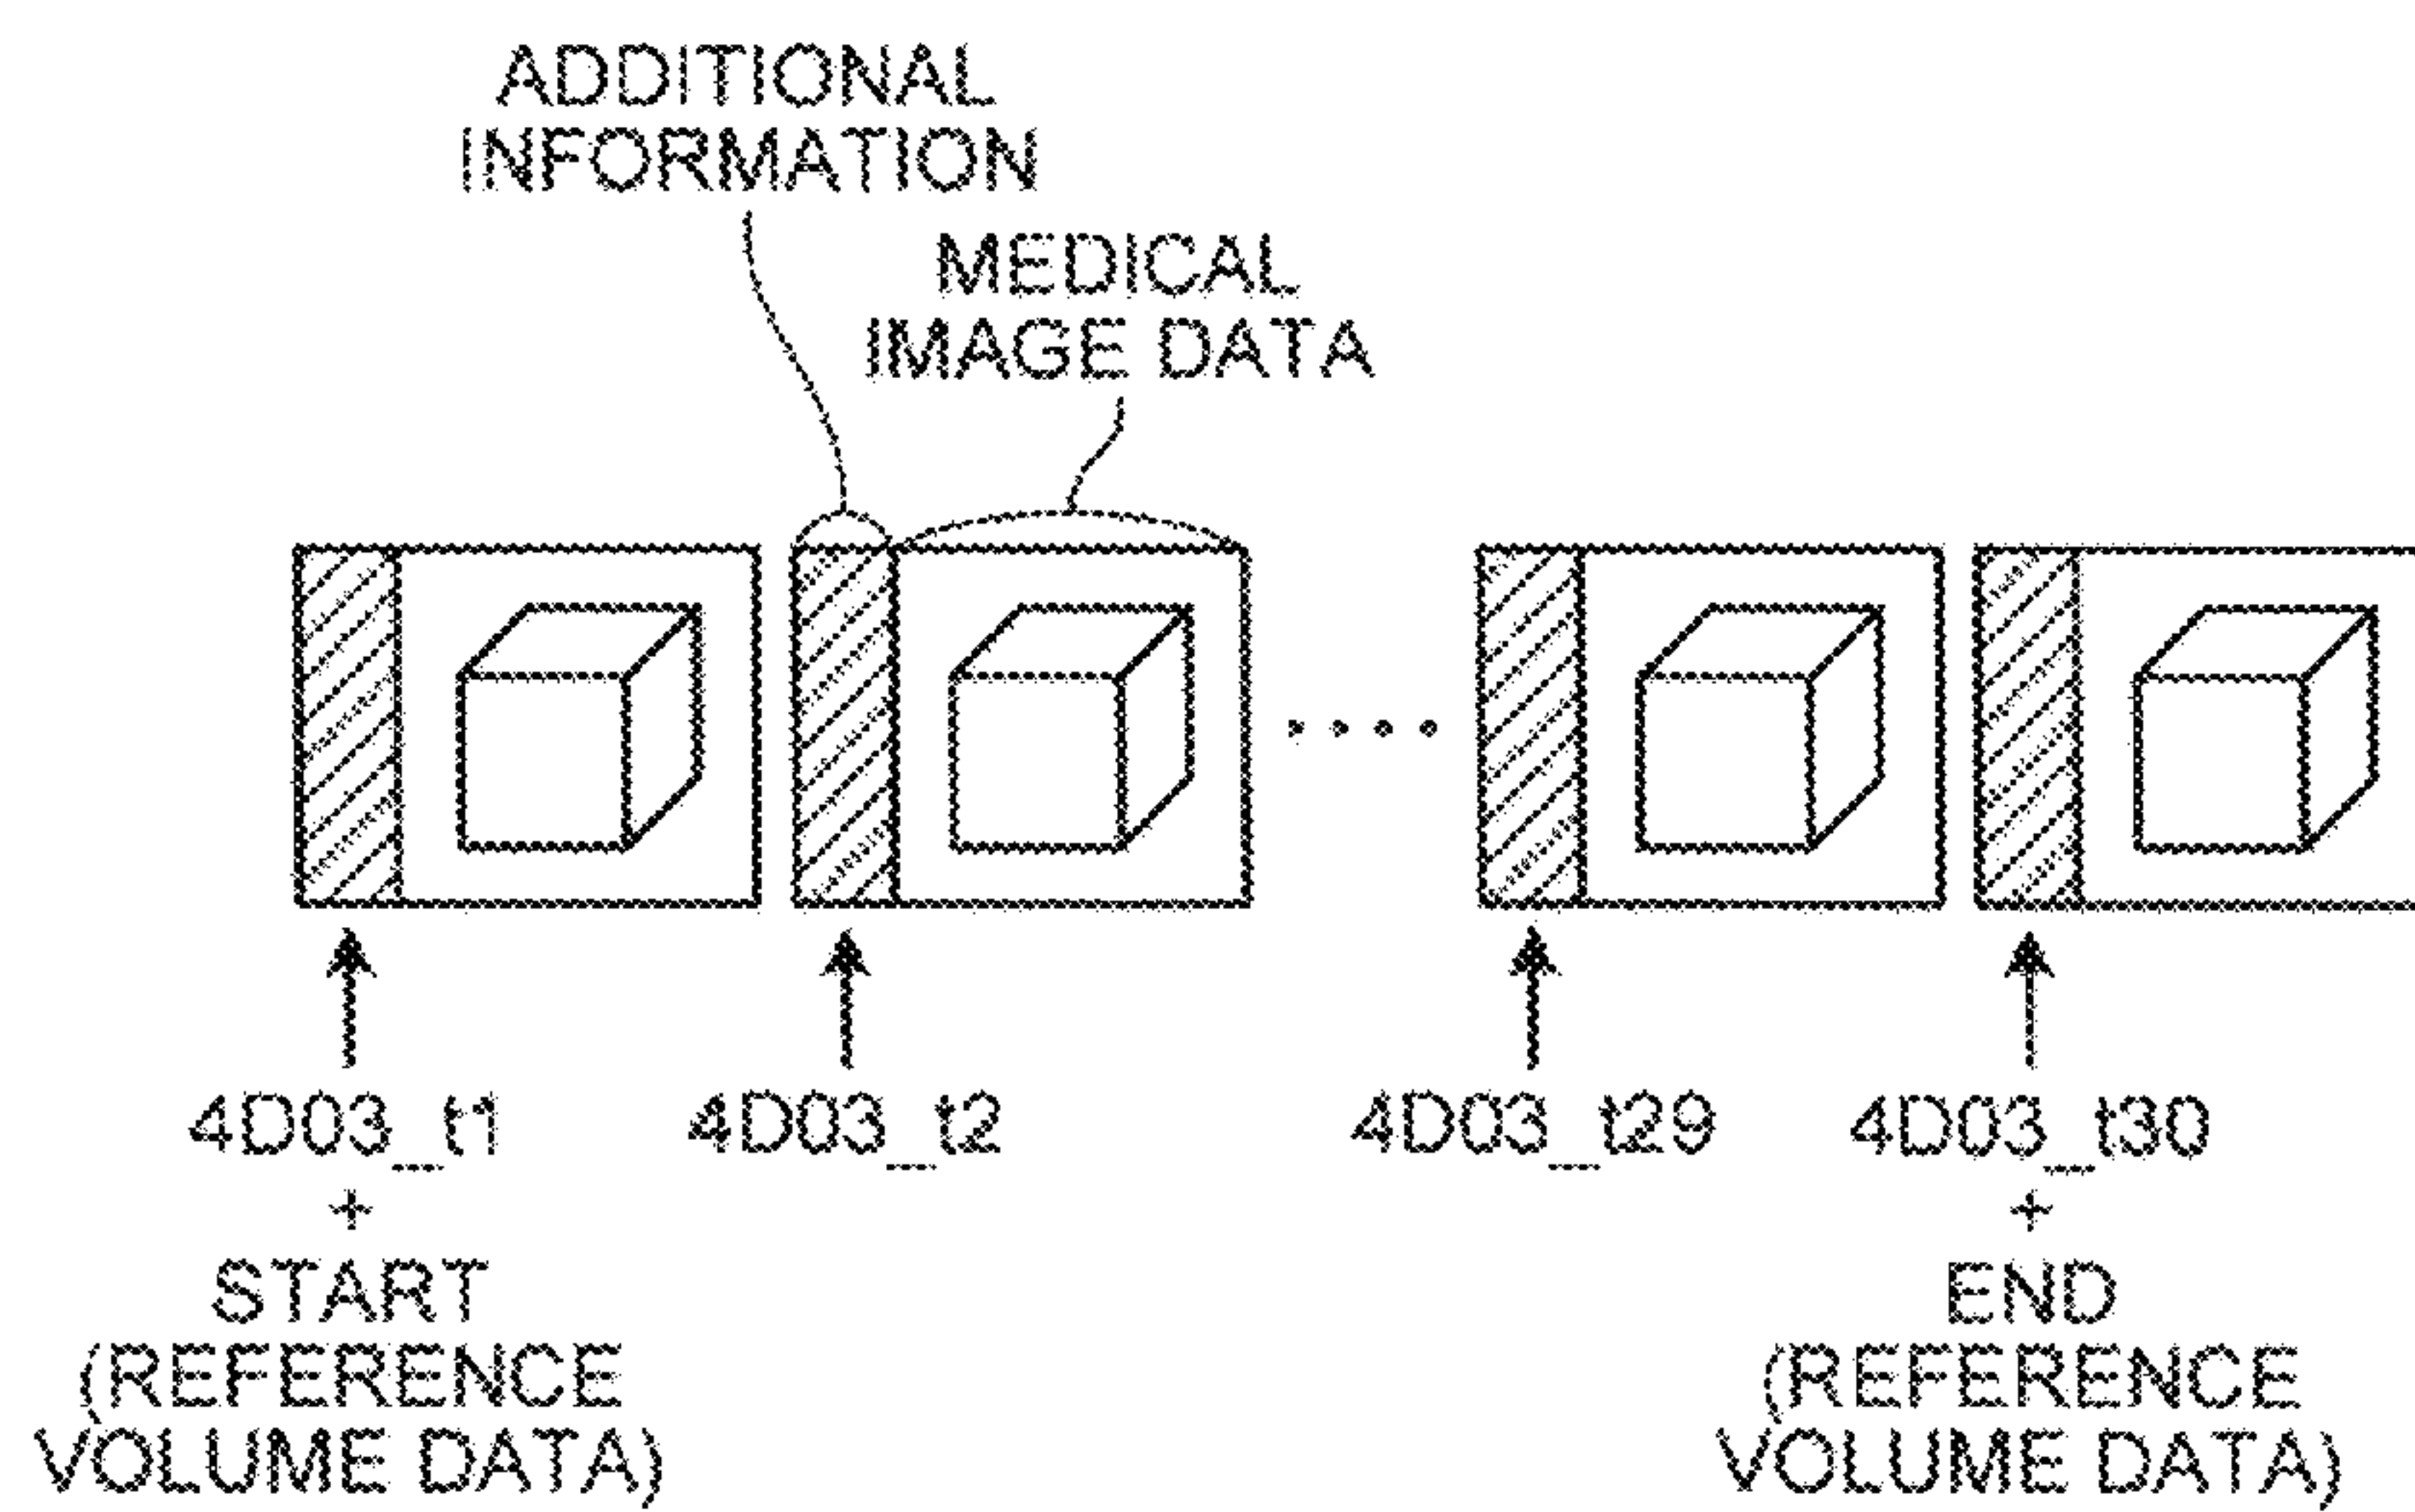 ADDITIONAL
INFORMATION
MEDICAL
IMAGE DATA
4D03_t1
+
START
(REFERENCE
VOLUME DATA)
4D03_t2
4D03_t29
4D03_t30
+
END
(REFERENCE
VOLUME DATA)